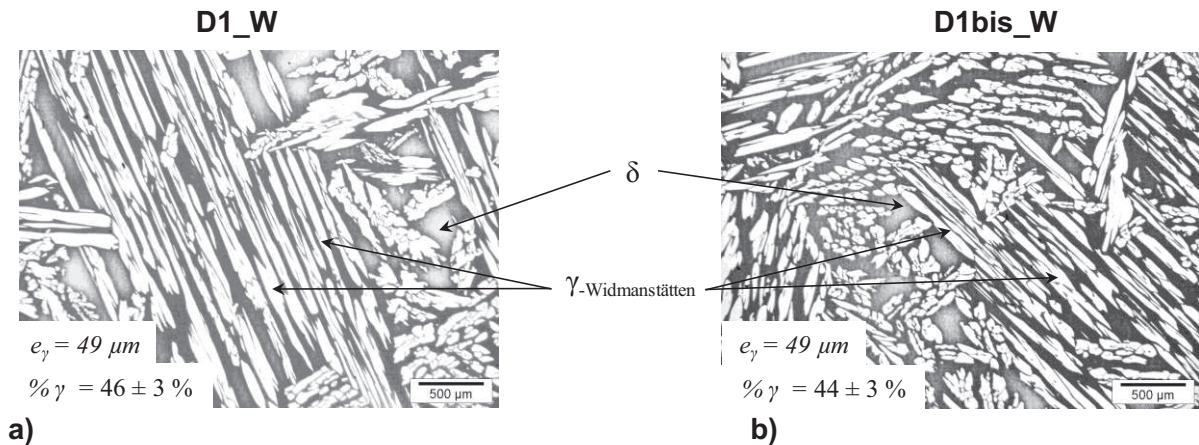 D1_W
D1bis_W
δ
γ-Widmanstätten
eγ = 49 µm
% γ = 46 ± 3 %
500 µm
eγ = 49 µm
% γ = 44 ± 3 %
500 µm
a)
b)